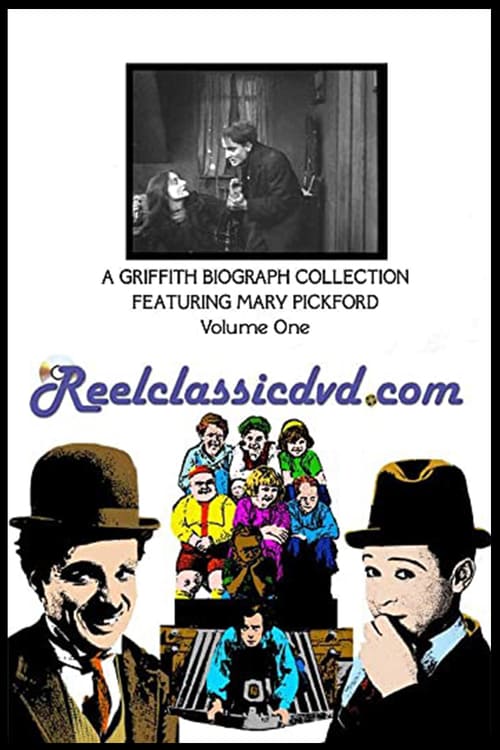 A GRIFFITH BIOGRAPH COLLECTION
FEATURING MARY PICKFORD
Volume One
Reelclassicdvd.com